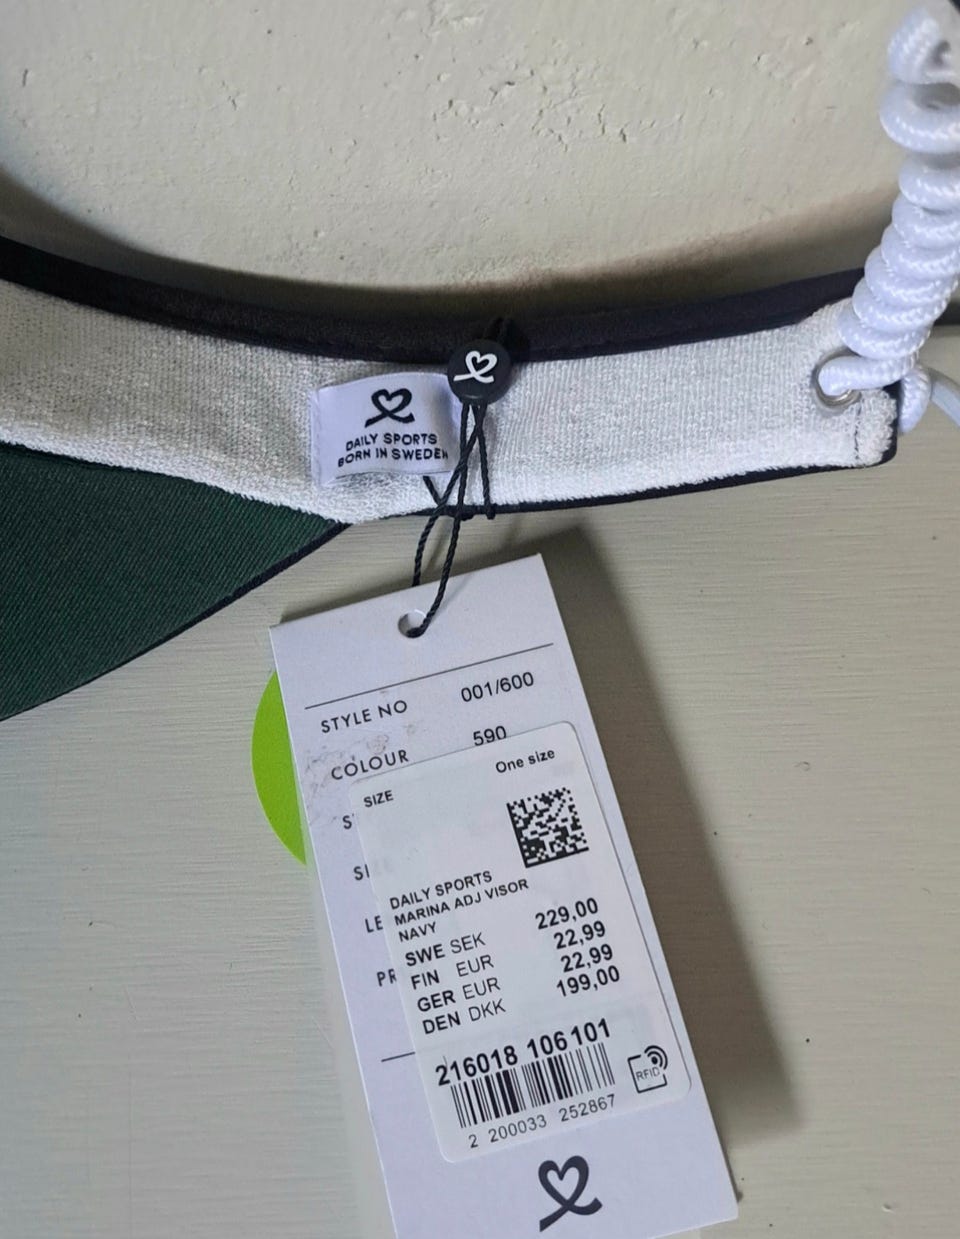 DAILY SPORTS
BORN IN SWEDEN
STYLE NO 001/600
COLOUR 590
SIZE One size
DAILY SPORTS
MARINA ADJ VISOR
NAVY
SWE SEK 229,00
FIN EUR 22,99
GER EUR 22,99
DEN DKK 199,00
216018 106101
2 200033 252867
RFID